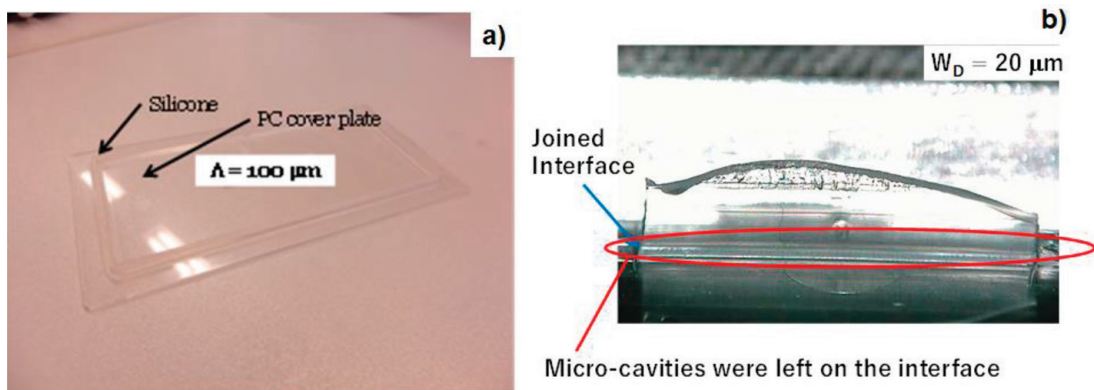 a)
Silicone
PC cover plate
Λ = 100 μm
b)
W_D = 20 μm
Joined
Interface
Micro-cavities were left on the interface